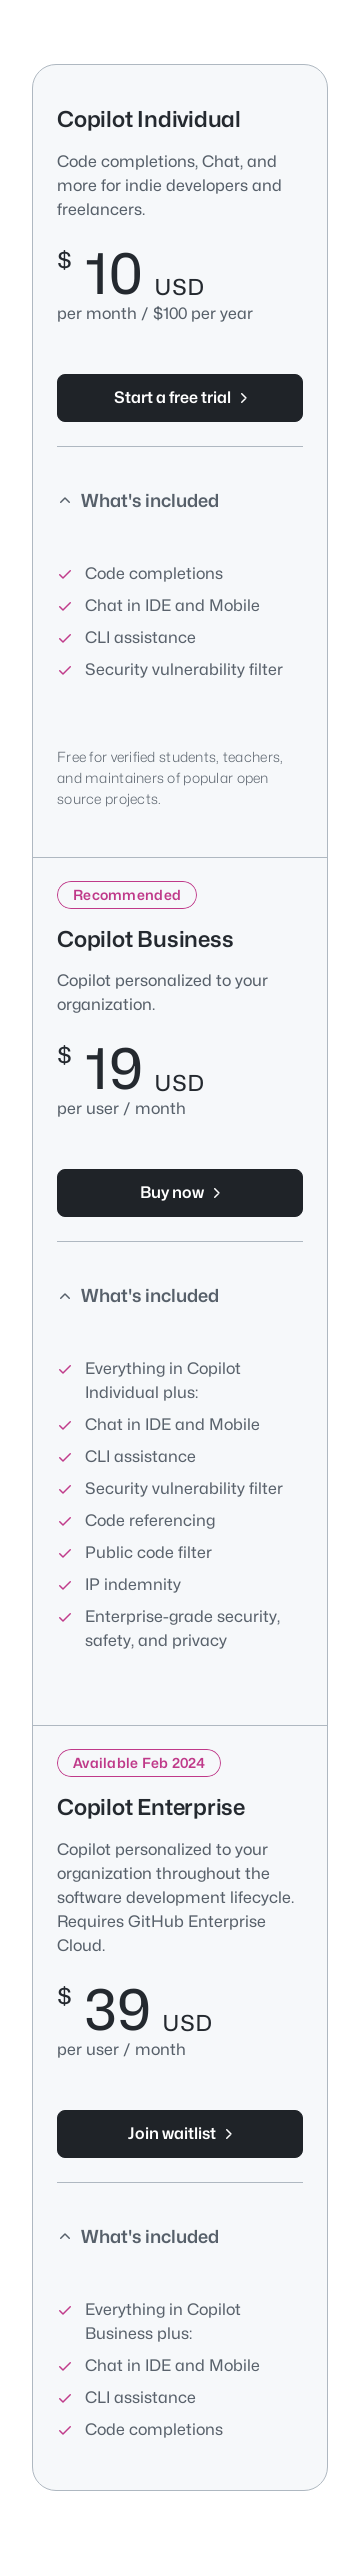 Copilot Individual
Code completions, Chat, and
more for indie developers and
freelancers.
$ 10 USD
per month / $100 per year
Start a free trial
What's included
Code completions
Chat in IDE and Mobile
CLI assistance
Security vulnerability filter
Free for verified students, teachers,
and maintainers of popular open
source projects.
Recommended
Copilot Business
Copilot personalized to your
organization.
$ 19 USD
per user / month
Buy now
What's included
Everything in Copilot
Individual plus:
Chat in IDE and Mobile
CLI assistance
Security vulnerability filter
Code referencing
Public code filter
IP indemnity
Enterprise-grade security,
safety, and privacy
Available Feb 2024
Copilot Enterprise
Copilot personalized to your
organization throughout the
software development lifecycle.
Requires GitHub Enterprise
Cloud.
$ 39 USD
per user / month
Join waitlist
What's included
Everything in Copilot
Business plus:
Chat in IDE and Mobile
CLI assistance
Code completions